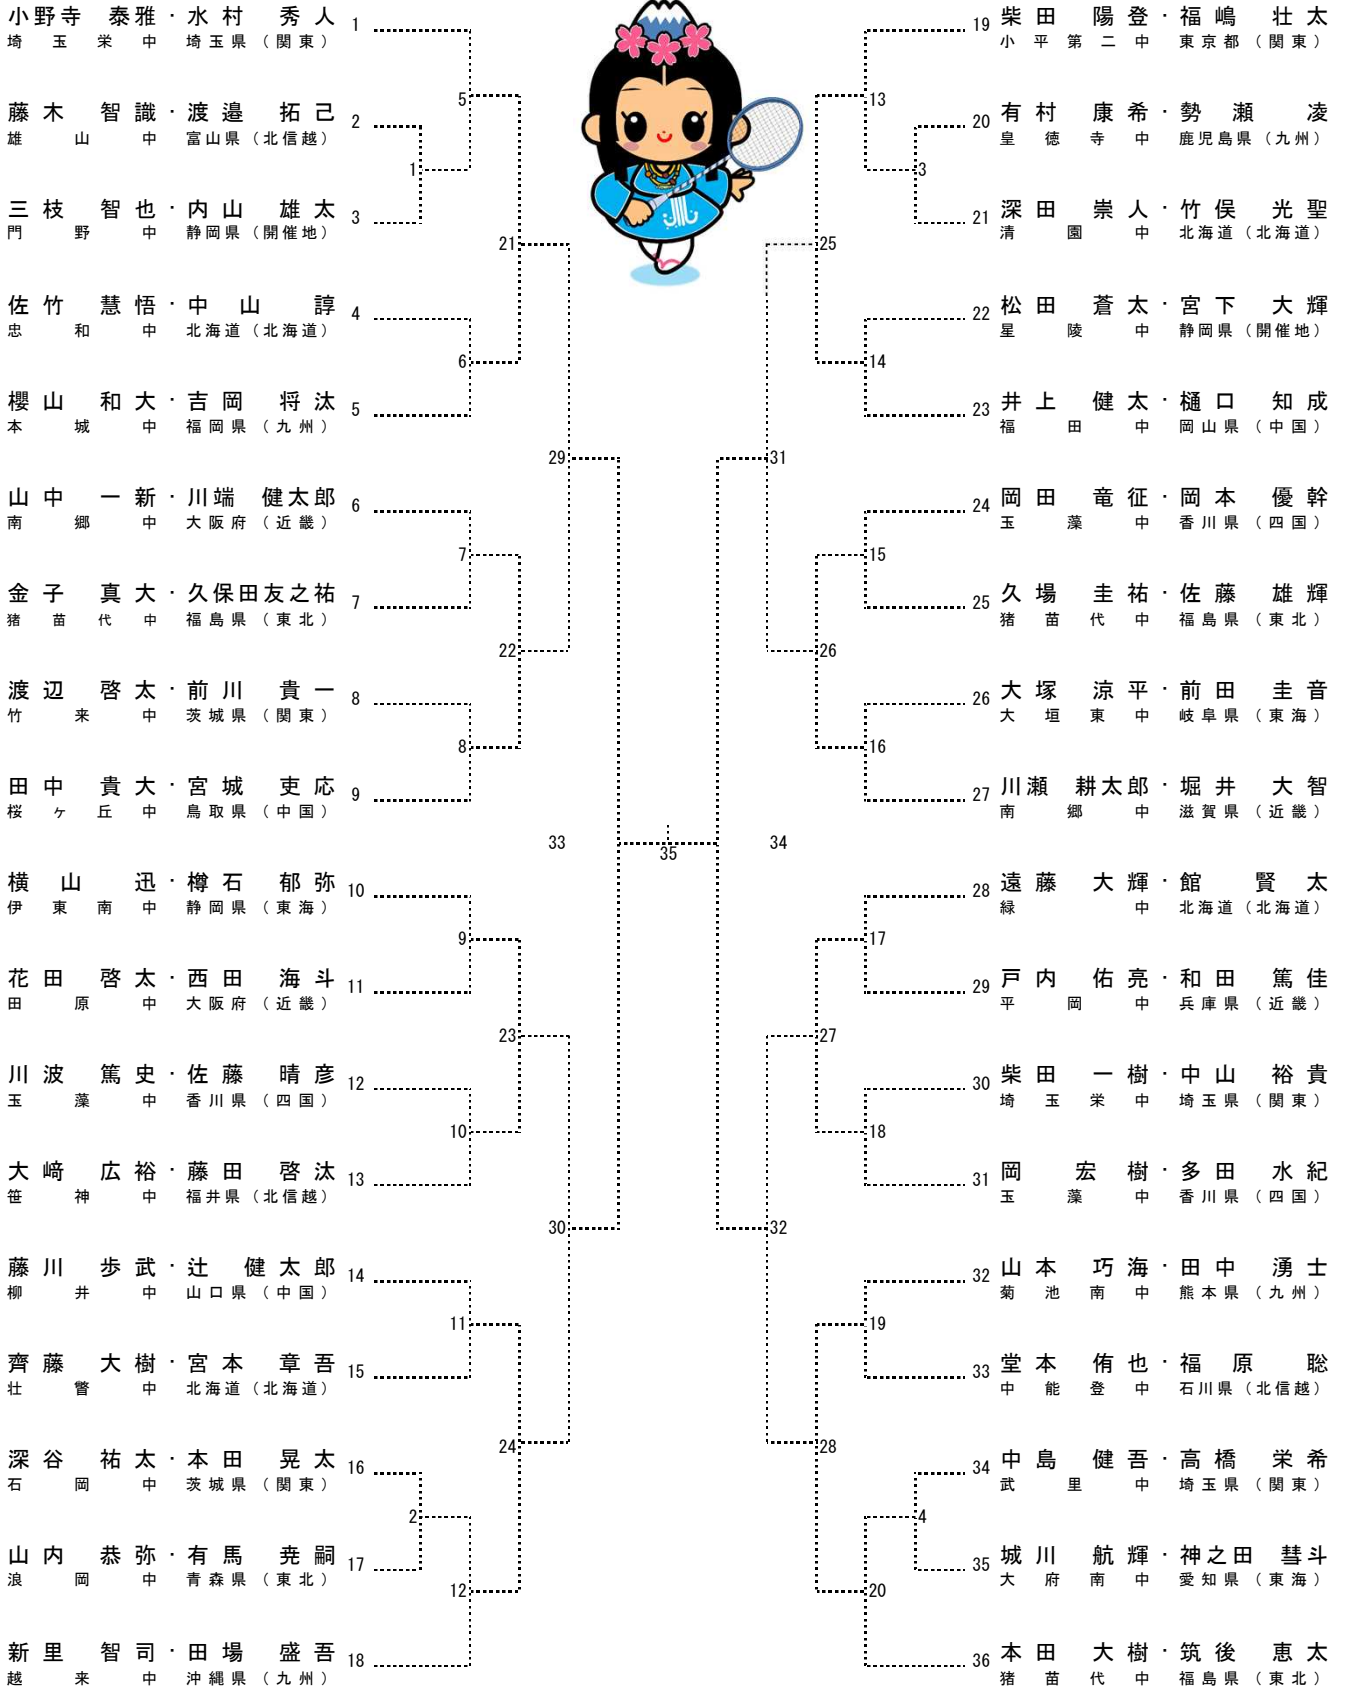 小野寺 泰雅・水村 秀人 1
埼玉栄中 埼玉県（関東）
藤木 智識・渡邉 拓己 2
雄山中 富山県（北信越）
三枝 智也・内山 雄太 3
門野中 静岡県（開催地）
佐竹 慧悟・中山 諄 4
忠和中 北海道（北海道）
櫻山 和大・吉岡 将汰 5
本城中 福岡県（九州）
山中 一新・川端 健太郎 6
南郷中 大阪府（近畿）
金子 真大・久保田友之祐 7
猪苗代中 福島県（東北）
渡辺 啓太・前川 貴一 8
竹来中 茨城県（関東）
田中 貴大・宮城 吏応 9
桜ヶ丘中 鳥取県（中国）
横山 迅・樽石 郁弥 10
伊東南中 静岡県（東海）
花田 啓太・西田 海斗 11
田原中 大阪府（近畿）
川波 篤史・佐藤 晴彦 12
玉藻中 香川県（四国）
大﨑 広裕・藤田 啓汰 13
笹神中 福井県（北信越）
藤川 歩武・辻 健太郎 14
柳井中 山口県（中国）
齊藤 大樹・宮本 章吾 15
壮瞥中 北海道（北海道）
深谷 祐太・本田 晃太 16
石岡中 茨城県（関東）
山内 恭弥・有馬 尭嗣 17
浪岡中 青森県（東北）
新里 智司・田場 盛吾 18
越来中 沖縄県（九州）
1
2
5
6
7
8
9
10
11
12
21
22
23
24
29
30
33
35
34
31
32
25
26
27
28
13
14
15
16
17
18
19
20
3
4
19 柴田 陽登・福嶋 壮太
小平第二中 東京都（関東）
20 有村 康希・勢瀬 凌
皇徳寺中 鹿児島県（九州）
21 深田 崇人・竹俣 光聖
清園中 北海道（北海道）
22 松田 蒼太・宮下 大輝
星陵中 静岡県（開催地）
23 井上 健太・樋口 知成
福田中 岡山県（中国）
24 岡田 竜征・岡本 優幹
玉藻中 香川県（四国）
25 久場 圭祐・佐藤 雄輝
猪苗代中 福島県（東北）
26 大塚 涼平・前田 圭音
大垣東中 岐阜県（東海）
27 川瀬 耕太郎・堀井 大智
南郷中 滋賀県（近畿）
28 遠藤 大輝・館 賢太
緑中 北海道（北海道）
29 戸内 佑亮・和田 篤佳
平岡中 兵庫県（近畿）
30 柴田 一樹・中山 裕貴
埼玉栄中 埼玉県（関東）
31 岡 宏樹・多田 水紀
玉藻中 香川県（四国）
32 山本 巧海・田中 湧士
菊池南中 熊本県（九州）
33 堂本 侑也・福原 聡
中能登中 石川県（北信越）
34 中島 健吾・高橋 栄希
武里中 埼玉県（関東）
35 城川 航輝・神之田 彗斗
大府南中 愛知県（東海）
36 本田 大樹・筑後 恵太
猪苗代中 福島県（東北）